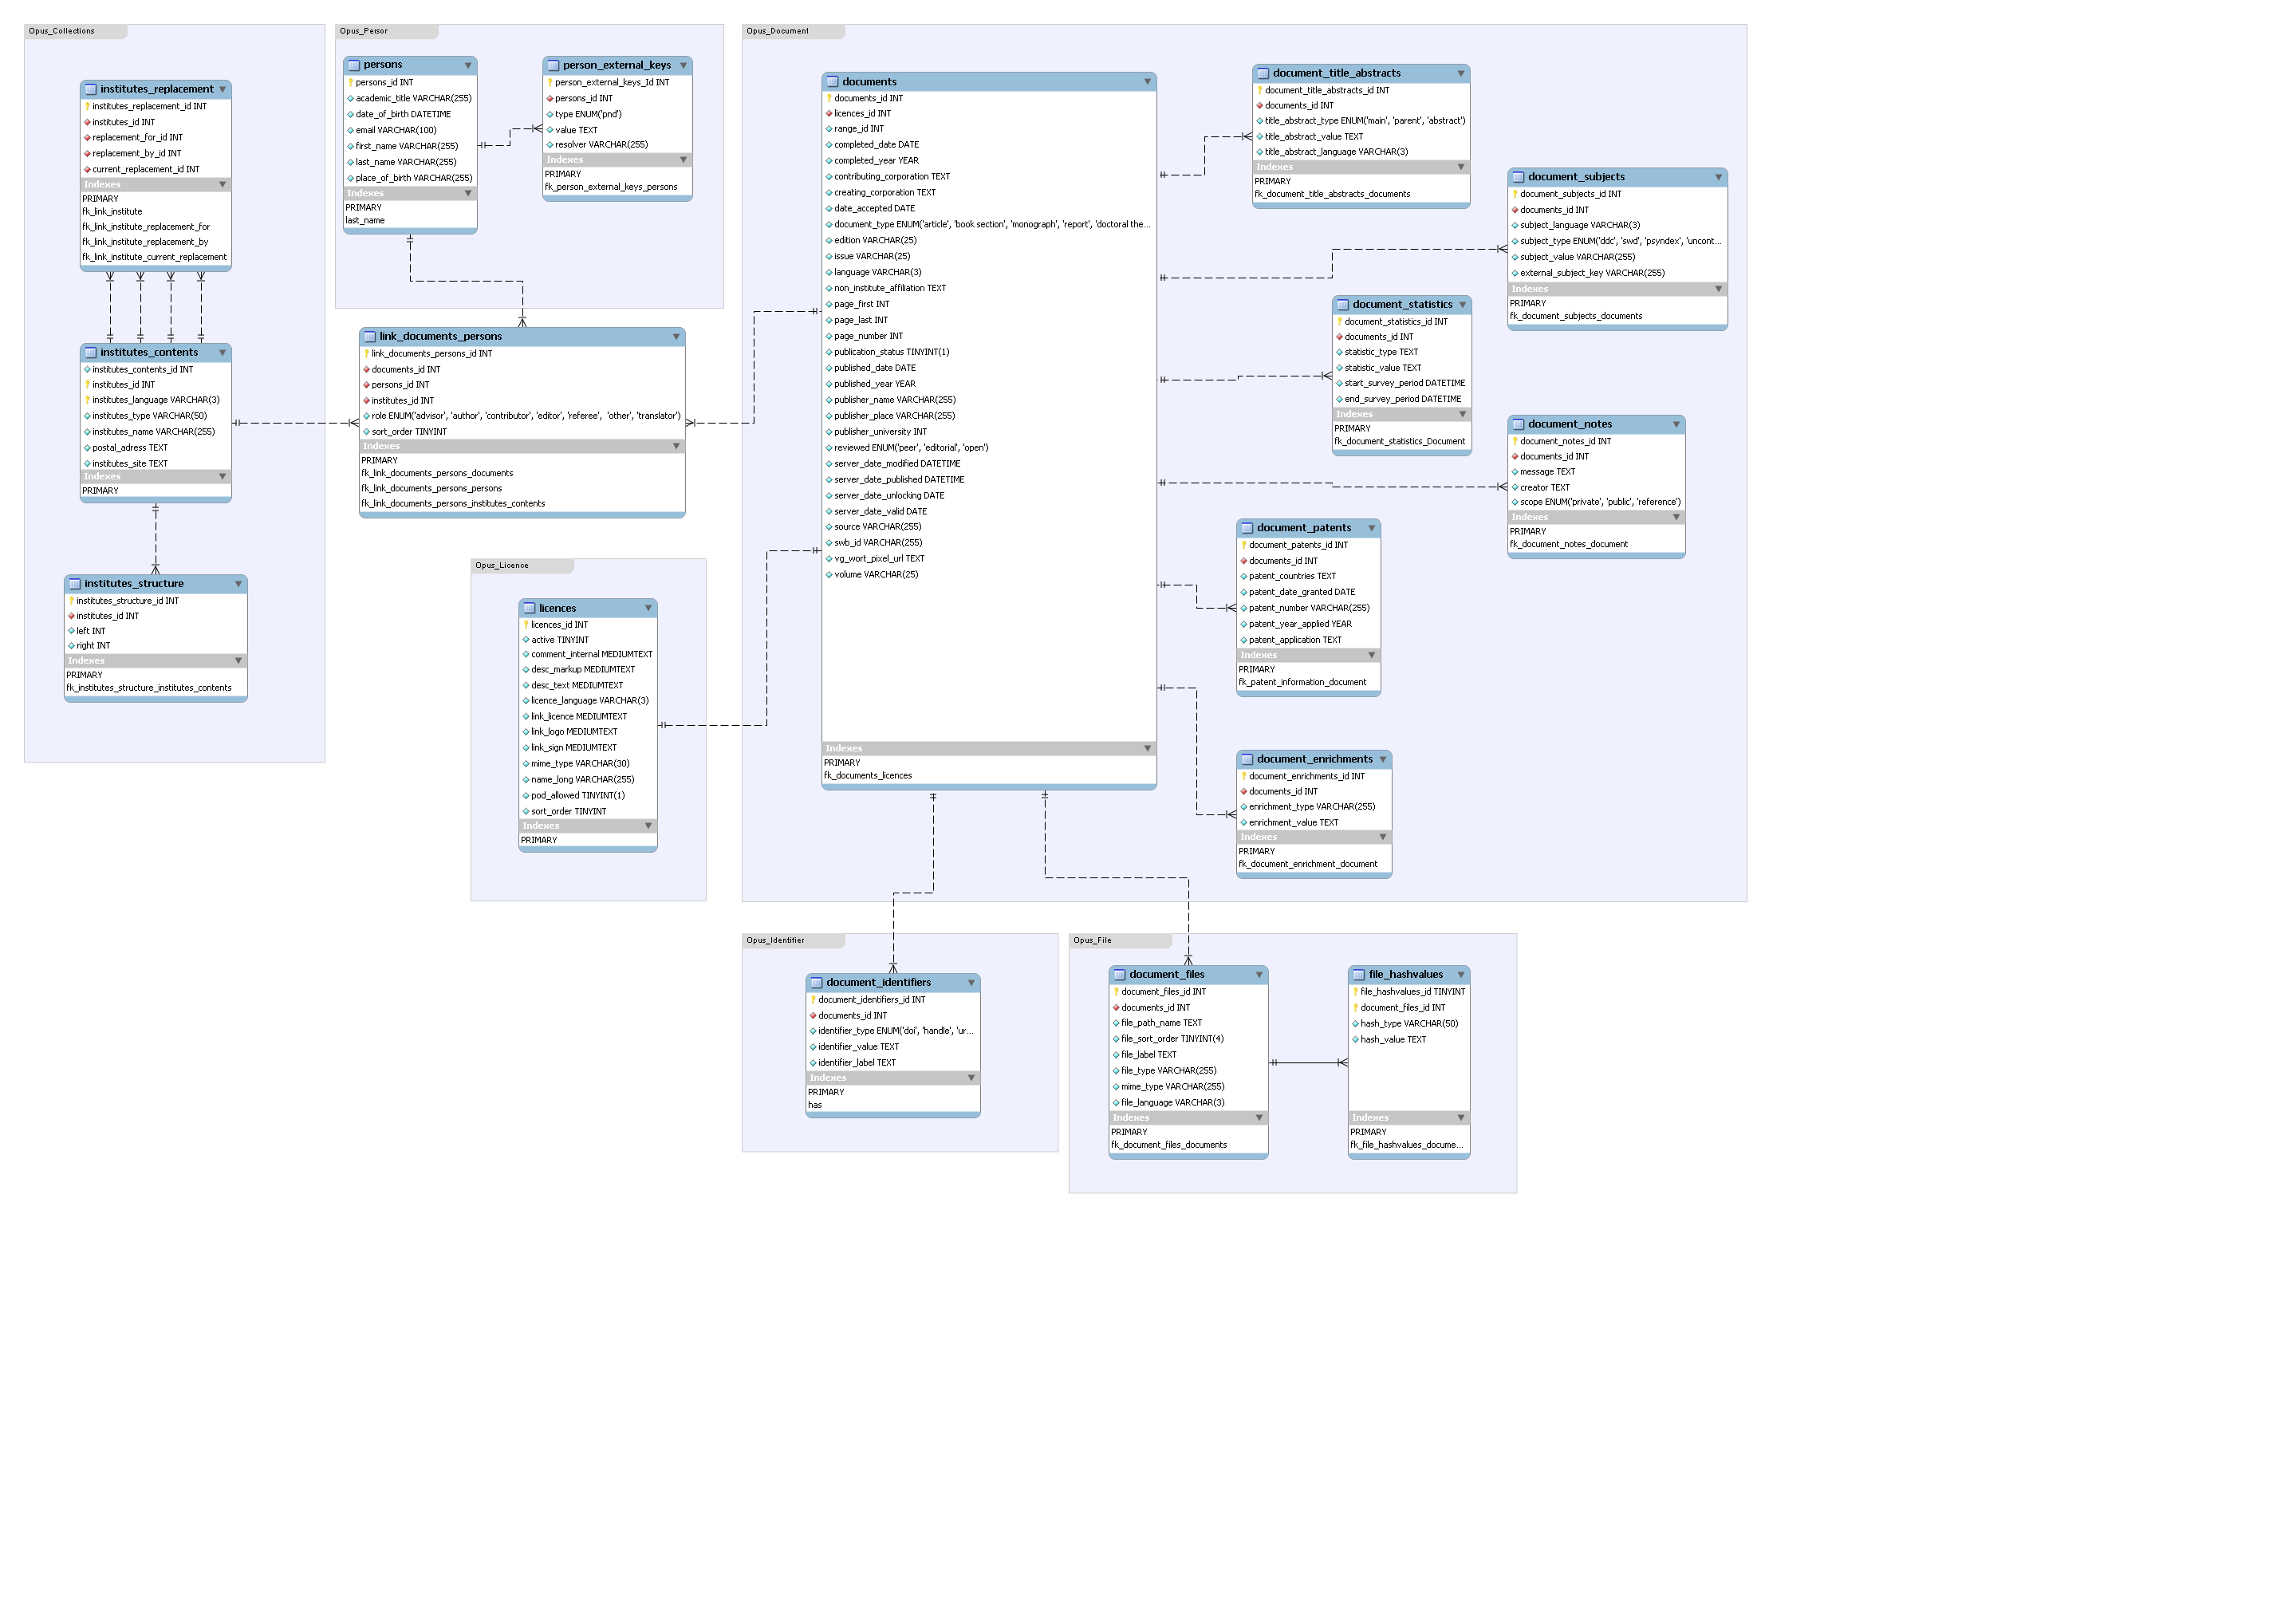 Opus_Collections
institutes_replacement
institutes_replacement_id INT
institutes_id INT
replacement_for_id INT
replacement_by_id INT
current_replacement_id INT
Indexes
PRIMARY
fk_link_institute
fk_link_institute_replacement_for
fk_link_institute_replacement_by
fk_link_institute_current_replacement
institutes_contents
institutes_contents_id INT
institutes_id INT
institutes_language VARCHAR(3)
institutes_type VARCHAR(50)
institutes_name VARCHAR(255)
postal_adress TEXT
institutes_site TEXT
Indexes
PRIMARY
institutes_structure
institutes_structure_id INT
institutes_id INT
left INT
right INT
Indexes
PRIMARY
fk_institutes_structure_institutes_contents
Opus_Person
persons
persons_id INT
academic_title VARCHAR(255)
date_of_birth DATETIME
email VARCHAR(100)
first_name VARCHAR(255)
last_name VARCHAR(255)
place_of_birth VARCHAR(255)
Indexes
PRIMARY
last_name
person_external_keys
person_external_keys_Id INT
persons_id INT
type ENUM('pnd')
value TEXT
resolver VARCHAR(255)
Indexes
PRIMARY
fk_person_external_keys_persons
link_documents_persons
link_documents_persons_id INT
documents_id INT
persons_id INT
institutes_id INT
role ENUM('advisor', 'author', 'contributor', 'editor', 'referee', 'other', 'translator')
sort_order TINYINT
Indexes
PRIMARY
fk_link_documents_persons_documents
fk_link_documents_persons_persons
fk_link_documents_persons_institutes_contents
Opus_Licence
licences
licences_id INT
active TINYINT
comment_internal MEDIUMTEXT
desc_markup MEDIUMTEXT
desc_text MEDIUMTEXT
licence_language VARCHAR(3)
link_licence MEDIUMTEXT
link_logo MEDIUMTEXT
link_sign MEDIUMTEXT
mime_type VARCHAR(30)
name_long VARCHAR(255)
pod_allowed TINYINT(1)
sort_order TINYINT
Indexes
PRIMARY
Opus_Document
documents
documents_id INT
licences_id INT
range_id INT
completed_date DATE
completed_year YEAR
contributing_corporation TEXT
creating_corporation TEXT
date_accepted DATE
document_type ENUM('article', 'book section', 'monograph', 'report', 'doctoral the...
edition VARCHAR(25)
issue VARCHAR(25)
language VARCHAR(3)
non_institute_affiliation TEXT
page_first INT
page_last INT
page_number INT
publication_status TINYINT(1)
published_date DATE
published_year YEAR
publisher_name VARCHAR(255)
publisher_place VARCHAR(255)
publisher_university INT
reviewed ENUM('peer', 'editorial', 'open')
server_date_modified DATETIME
server_date_published DATETIME
server_date_unlocking DATE
server_date_valid DATE
source VARCHAR(255)
swb_id VARCHAR(255)
vg_wort_pixel_url TEXT
volume VARCHAR(25)
Indexes
PRIMARY
fk_documents_licences
document_title_abstracts
document_title_abstracts_id INT
documents_id INT
title_abstract_type ENUM('main', 'parent', 'abstract')
title_abstract_value TEXT
title_abstract_language VARCHAR(3)
Indexes
PRIMARY
fk_document_title_abstracts_documents
document_subjects
document_subjects_id INT
documents_id INT
subject_language VARCHAR(3)
subject_type ENUM('ddc', 'swd', 'psyndex', 'uncont...
subject_value VARCHAR(255)
external_subject_key VARCHAR(255)
Indexes
PRIMARY
fk_document_subjects_documents
document_statistics
document_statistics_id INT
documents_id INT
statistic_type TEXT
statistic_value TEXT
start_survey_period DATETIME
end_survey_period DATETIME
Indexes
PRIMARY
fk_document_statistics_Document
document_notes
document_notes_id INT
documents_id INT
message TEXT
creator TEXT
scope ENUM('private', 'public', 'reference')
Indexes
PRIMARY
fk_document_notes_document
document_patents
document_patents_id INT
documents_id INT
patent_countries TEXT
patent_date_granted DATE
patent_number VARCHAR(255)
patent_year_applied YEAR
patent_application TEXT
Indexes
PRIMARY
fk_patent_information_document
document_enrichments
document_enrichments_id INT
documents_id INT
enrichment_type VARCHAR(255)
enrichment_value TEXT
Indexes
PRIMARY
fk_document_enrichment_document
Opus_Identifier
document_identifiers
document_identifiers_id INT
documents_id INT
identifier_type ENUM('doi', 'handle', 'ur...
identifier_value TEXT
identifier_label TEXT
Indexes
PRIMARY
has
Opus_File
document_files
document_files_id INT
documents_id INT
file_path_name TEXT
file_sort_order TINYINT(4)
file_label TEXT
file_type VARCHAR(255)
mime_type VARCHAR(255)
file_language VARCHAR(3)
Indexes
PRIMARY
fk_document_files_documents
file_hashvalues
file_hashvalues_id TINYINT
document_files_id INT
hash_type VARCHAR(50)
hash_value TEXT
Indexes
PRIMARY
fk_file_hashvalues_docume...